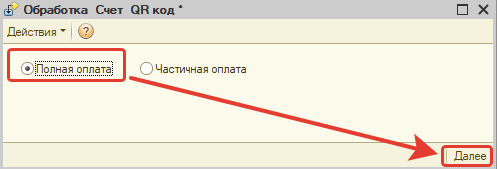 Обработка Счет QR код *
Действия
Полная оплата Частичная оплата
Далее